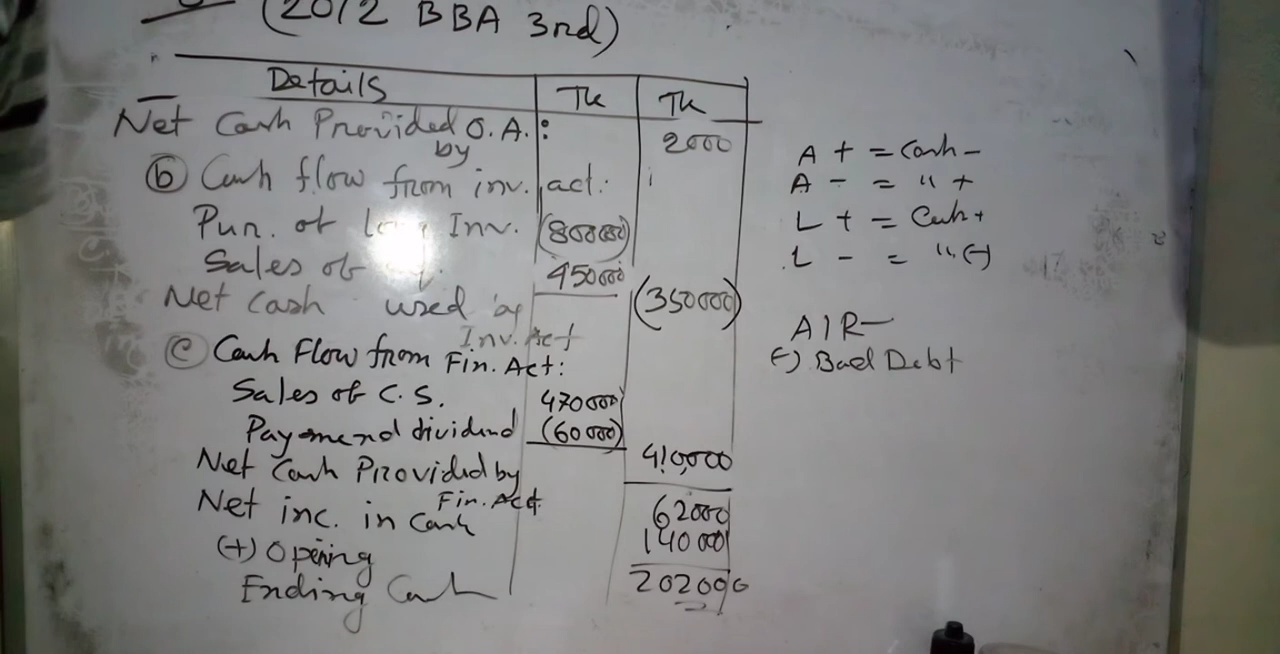 (2012 BBA 3rd)
Details Tk Tk
Net Cash Provided by O.A.: 2000
(b) Cash flow from inv. act:
Pur. of Inv. (800000)
Sales of 450000
Net Cash used by Inv. Act (350000)
(c) Cash Flow from Fin. Act:
Sales of C.S. 470000
Paymend dividend (60000)
Net Cash Provided by Fin. Act 410,000
Net inc. in Cash 62000
(+) Opening 140000
Ending Cash 202000
A + = Cash -
A - = " +
L + = Cash +
L - = " (-)
A/R-
(-) Bad Debt